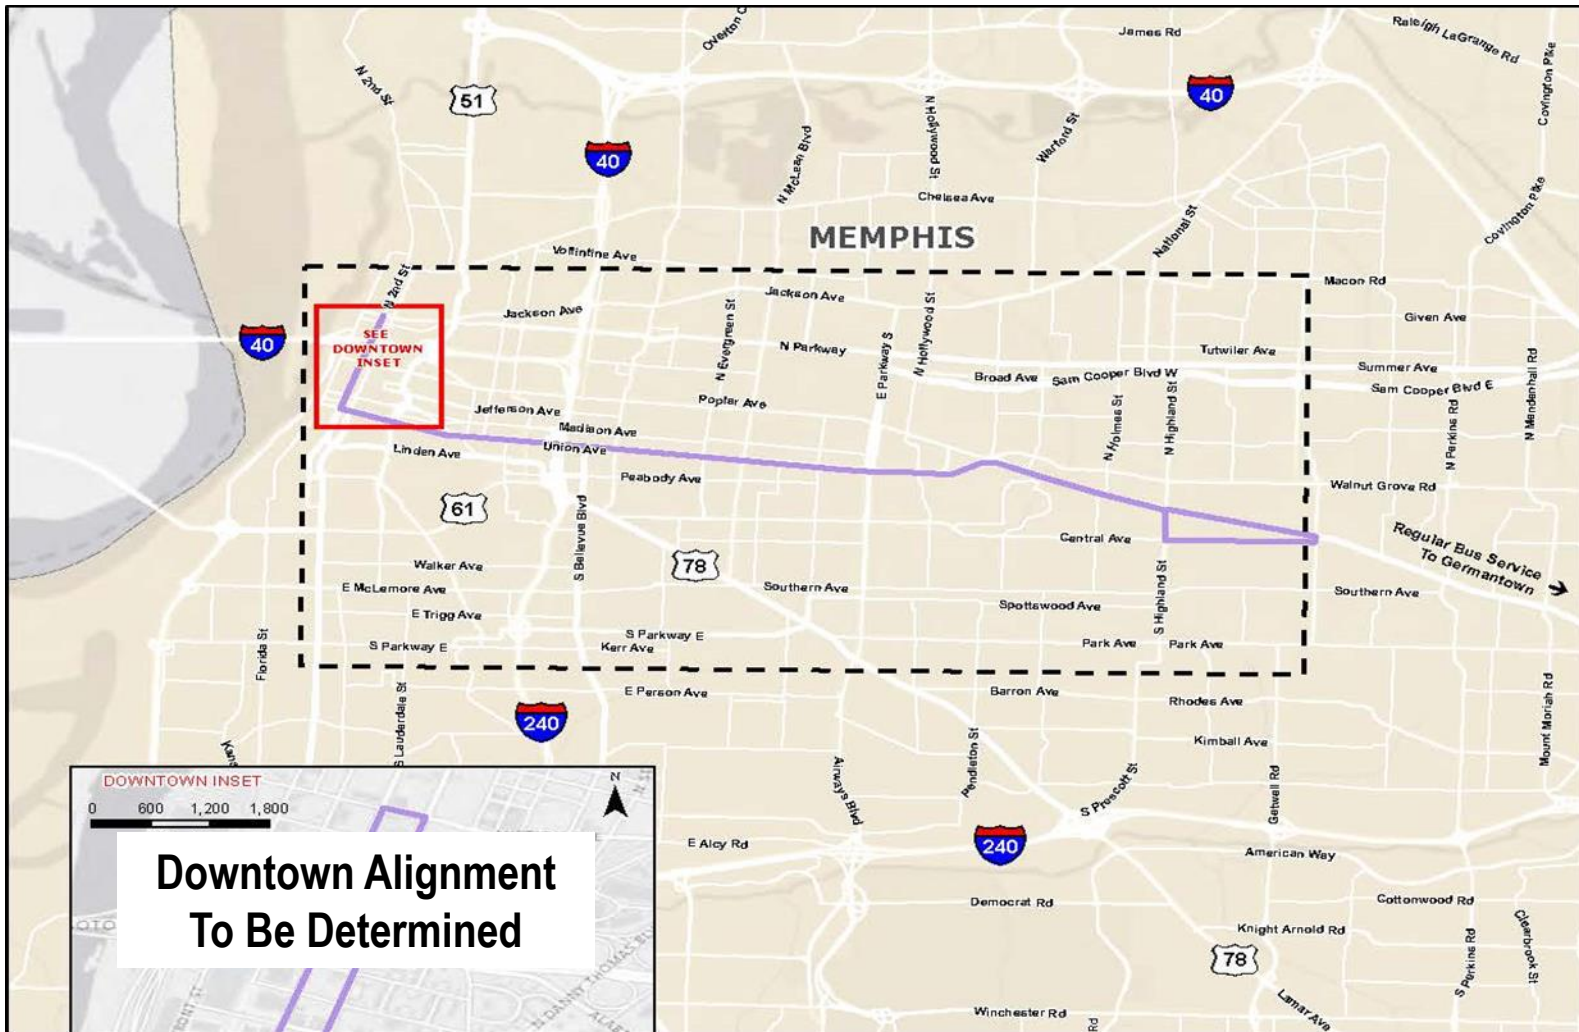 James Rd
Raleigh LaGrange Rd
Covington Pike
N 2nd St
51
40
40
N McLean Blvd
N Hollywood St
Warford St
Chelsea Ave
National St
Covington Pike
MEMPHIS
Vollintine Ave
N 2nd St
Jackson Ave
Jackson Ave
Macon Rd
Given Ave
40
SEE
DOWNTOWN
INSET
N Evergreen St
N Parkway
E Parkway S
N Hollywood St
Broad Ave
Sam Cooper Blvd W
Tutwiler Ave
Summer Ave
Sam Cooper Blvd E
N Mendenhall Rd
Jefferson Ave
Poplar Ave
Madison Ave
Union Ave
Linden Ave
N Holmes St
N Highland St
N Perkins Rd
Peabody Ave
Walnut Grove Rd
61
S Bellevue Blvd
78
Central Ave
Regular Bus Service
To Germantown
Walker Ave
E McLemore Ave
Southern Ave
Spottswood Ave
Southern Ave
E Trigg Ave
S Highland St
S Parkway E
S Parkway E
Kerr Ave
Park Ave
Park Ave
Florida St
E Person Ave
Barron Ave
Rhodes Ave
S Lauderdale St
240
Kimball Ave
Mount Moriah Rd
Airways Blvd
Pendleton St
S Prescott St
Getwell Rd
DOWNTOWN INSET
N
0 600 1,200 1,800
E Alcy Rd
240
American Way
Downtown Alignment
To Be Determined
Democrat Rd
Cottonwood Rd
Knight Arnold Rd
Clearbrook St
78
S Perkins Rd
Lamar Ave
N DANNY THOMAS BL
Winchester Rd
Rd